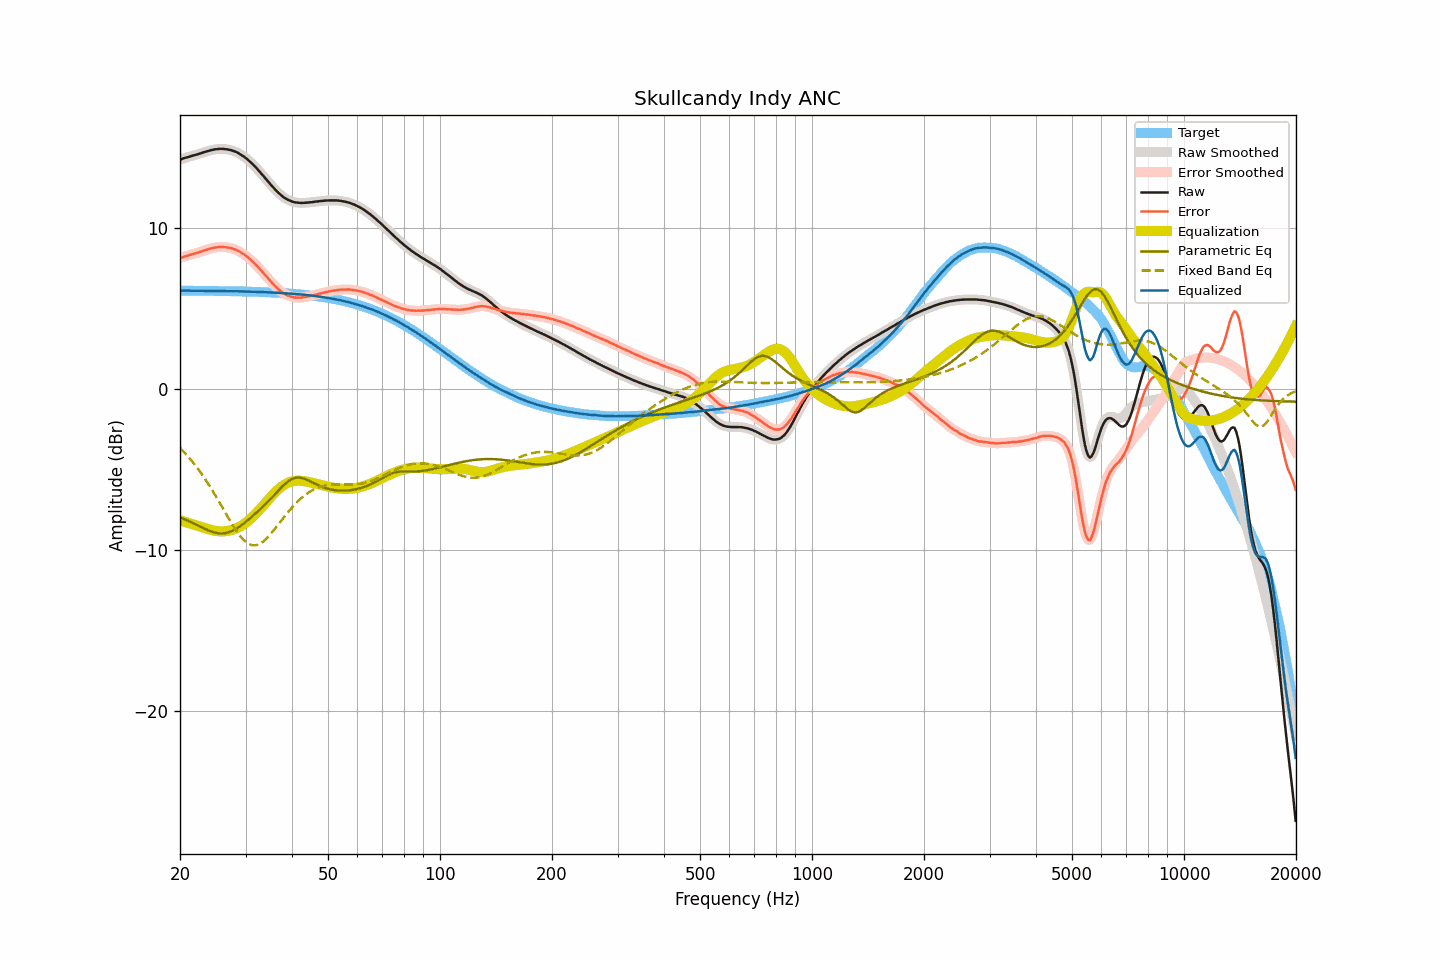 Skullcandy Indy ANC
Target
Raw Smoothed
Error Smoothed
Raw
Error
Equalization
Parametric Eq
Fixed Band Eq
Equalized
10
0
−10
−20
Amplitude (dBr)
20 50 100 200 500 1000 2000 5000 10000 20000
Frequency (Hz)